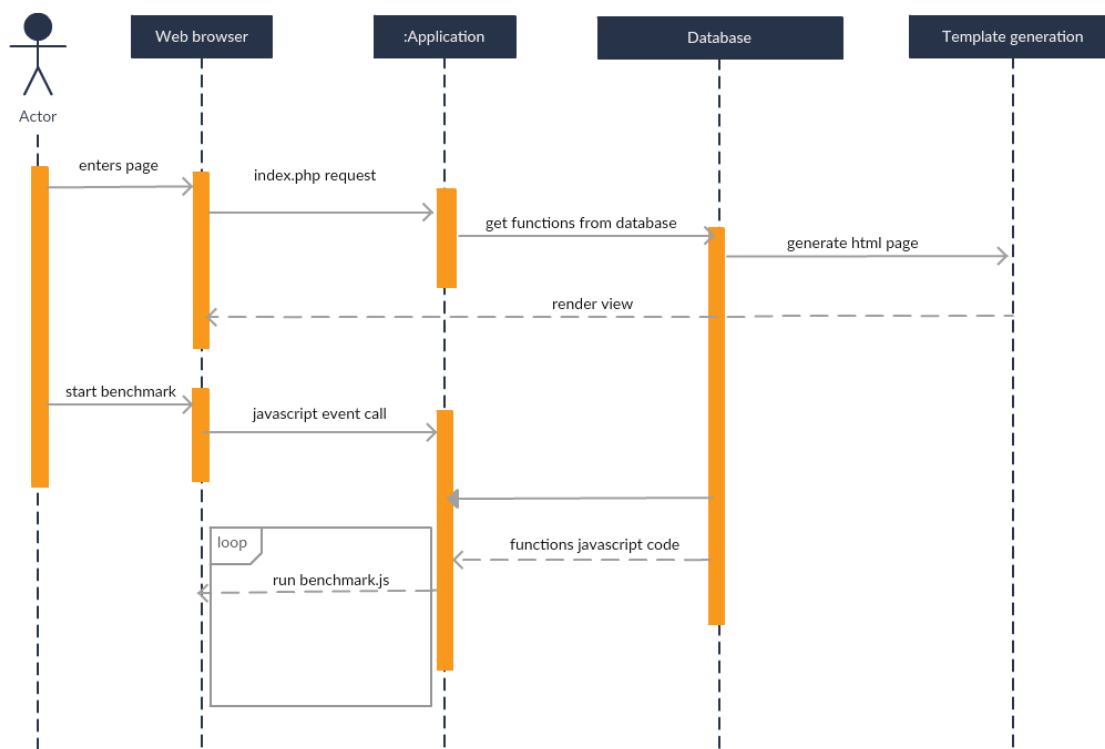 Web browser
:Application
Database
Template generation
Actor
enters page
index.php request
get functions from database
generate html page
render view
start benchmark
javascript event call
loop
functions javascript code
run benchmark.js